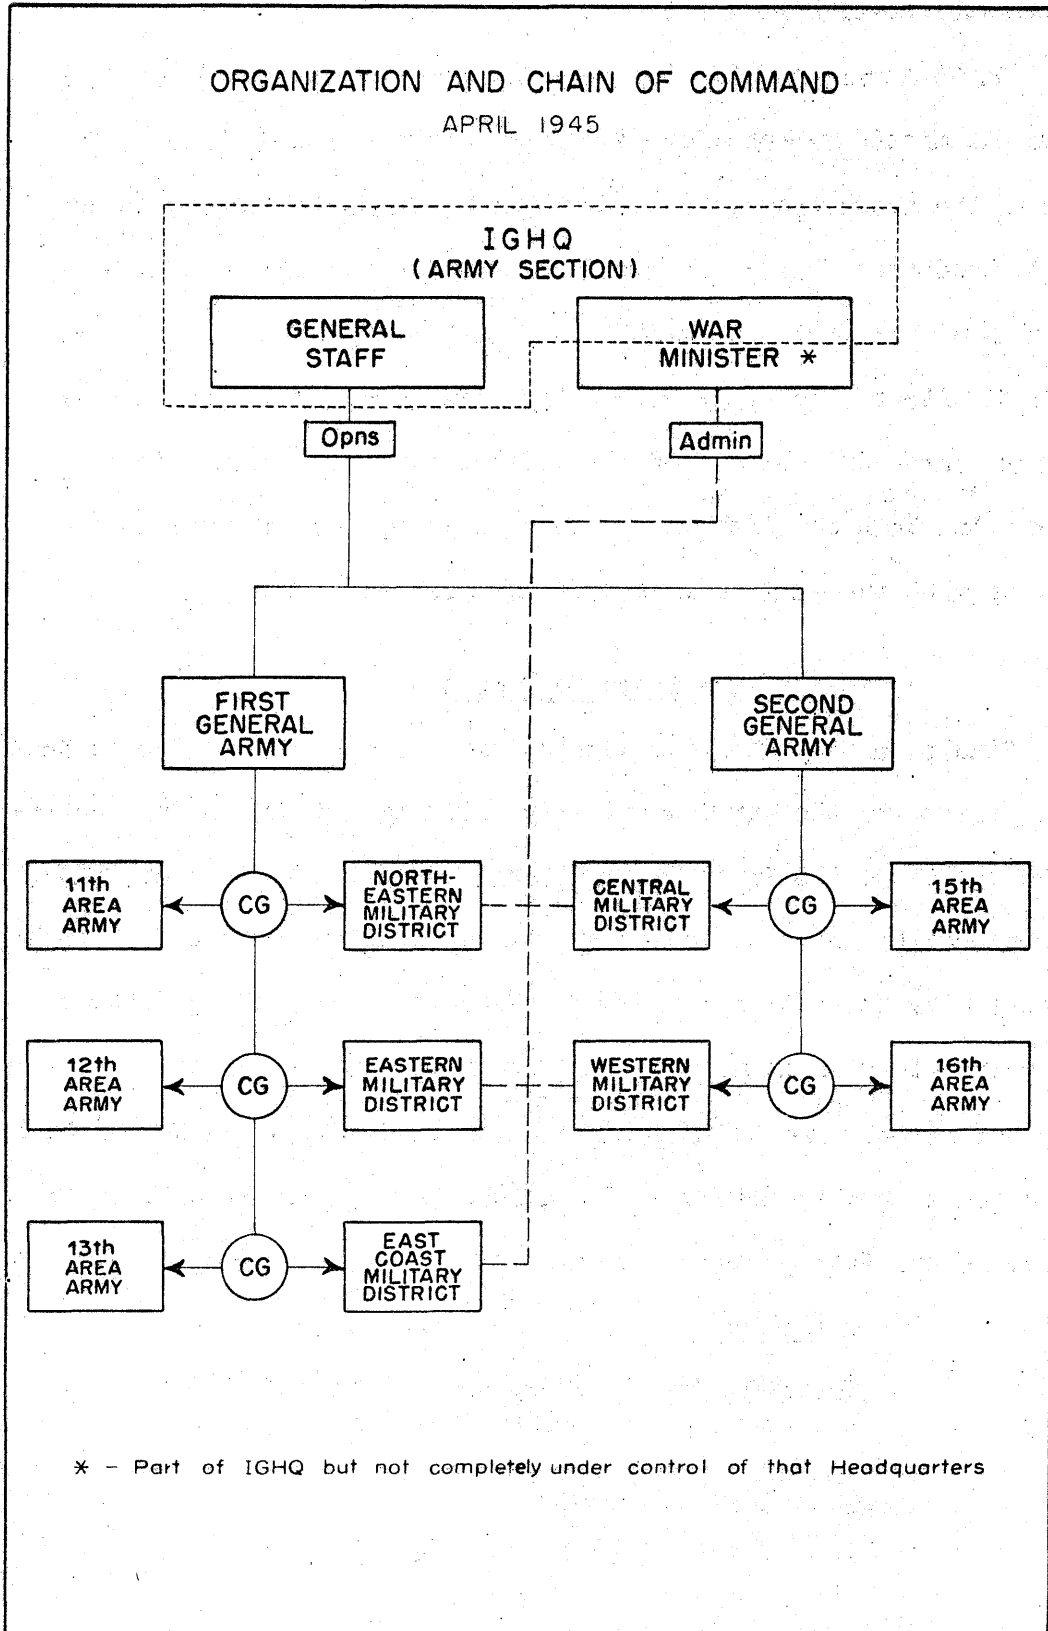 ORGANIZATION AND CHAIN OF COMMAND
APRIL 1945
IGHQ
(ARMY SECTION)
GENERAL
STAFF
WAR
MINISTER *
Opns
Admin
FIRST
GENERAL
ARMY
SECOND
GENERAL
ARMY
11th
AREA
ARMY
CG
NORTH-
EASTERN
MILITARY
DISTRICT
CENTRAL
MILITARY
DISTRICT
CG
15th
AREA
ARMY
12th
AREA
ARMY
CG
EASTERN
MILITARY
DISTRICT
WESTERN
MILITARY
DISTRICT
CG
16th
AREA
ARMY
13th
AREA
ARMY
CG
EAST
COAST
MILITARY
DISTRICT
* - Part of IGHQ but not completely under control of that Headquarters